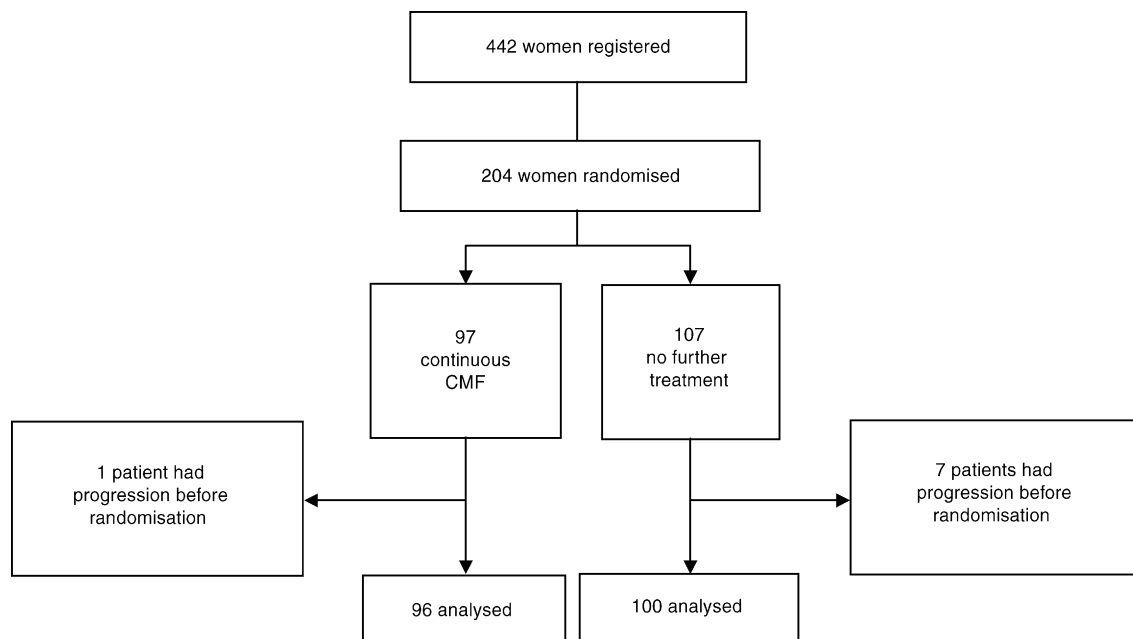 442 women registered
204 women randomised
97
continuous
CMF
107
no further
treatment
1 patient had
progression before
randomisation
7 patients had
progression before
randomisation
96 analysed
100 analysed